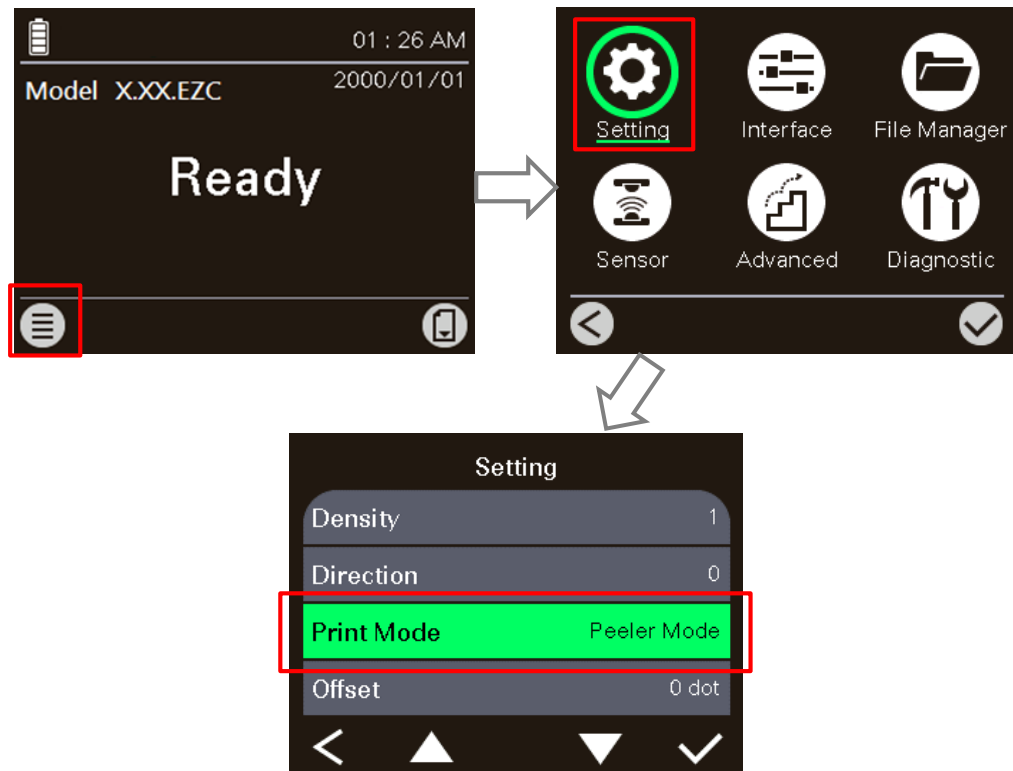 01 : 26 AM
Model X.XX.EZC 2000/01/01
Ready
Setting Interface File Manager
Sensor Advanced Diagnostic
Setting
Density 1
Direction 0
Print Mode Peeler Mode
Offset 0 dot